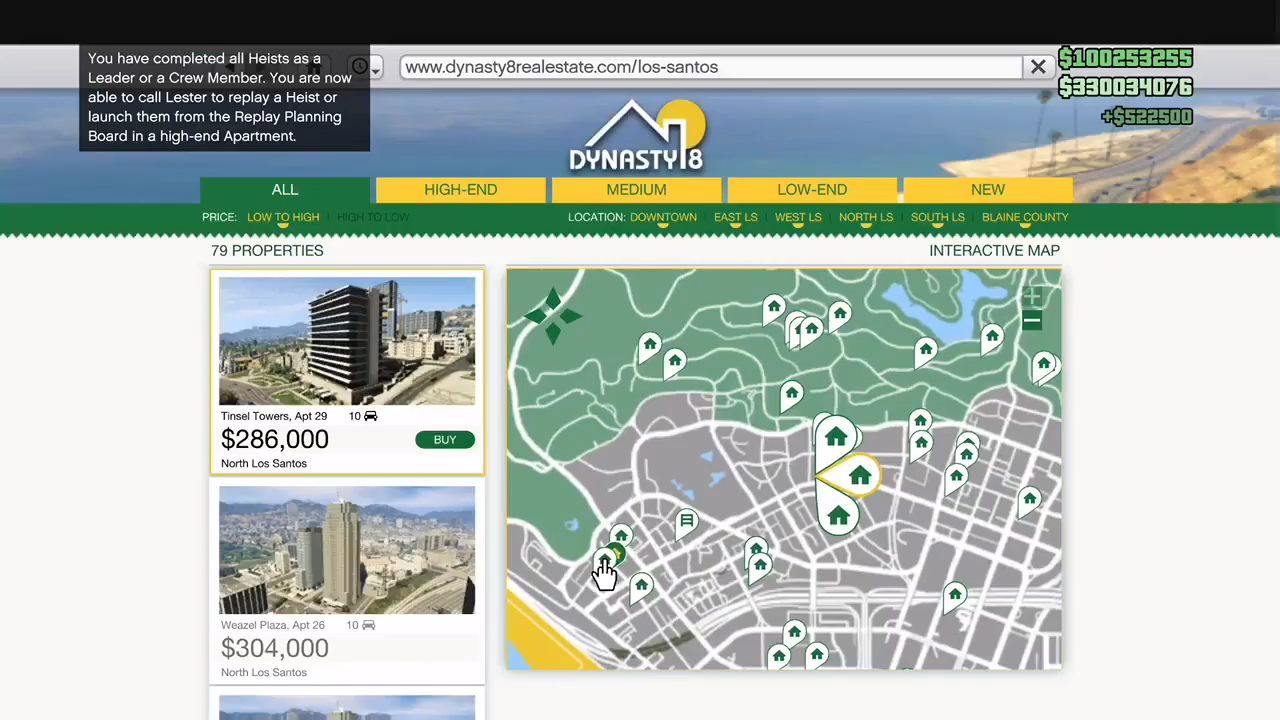 You have completed all Heists as a
Leader or a Crew Member. You are now
able to call Lester to replay a Heist or
launch them from the Replay Planning
Board in a high-end Apartment.
www.dynasty8realestate.com/los-santos
$100253255
$330034076
+$522500
DYNASTY8
ALL
HIGH-END
MEDIUM
LOW-END
NEW
PRICE: LOW TO HIGH HIGH TO LOW
LOCATION: DOWNTOWN EAST LS WEST LS NORTH LS SOUTH LS BLAINE COUNTY
79 PROPERTIES
INTERACTIVE MAP
Tinsel Towers, Apt 29 10
$286,000 BUY
North Los Santos
Weazel Plaza, Apt 26 10
$304,000
North Los Santos